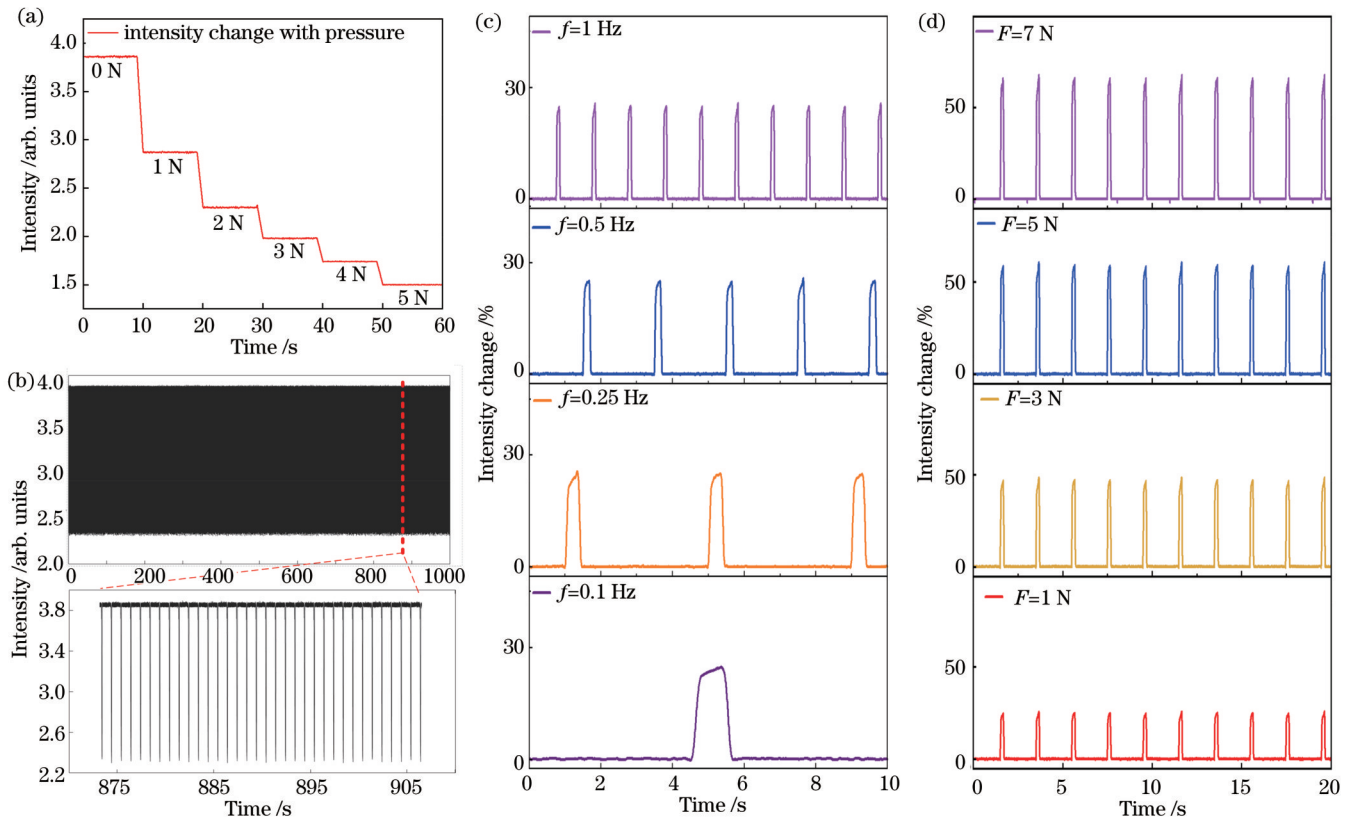 (a)
intensity change with pressure
4.0
3.5
3.0
2.5
2.0
1.5
0 N
1 N
2 N
3 N
4 N
5 N
Intensity /arb. units
0 10 20 30 40 50 60
Time /s
(b)
4.0
3.5
3.0
2.5
2.0
0 200 400 600 800 1000
Intensity /arb. units
3.8
3.4
3.0
2.6
2.2
875 885 895 905
Time /s
(c)
f=1 Hz
30
0
f=0.5 Hz
30
0
Intensity change /%
f=0.25 Hz
30
0
f=0.1 Hz
30
0
0 2 4 6 8 10
Time /s
(d)
F=7 N
50
0
F=5 N
50
0
Intensity change /%
F=3 N
50
0
F=1 N
50
0
0 5 10 15 20
Time /s